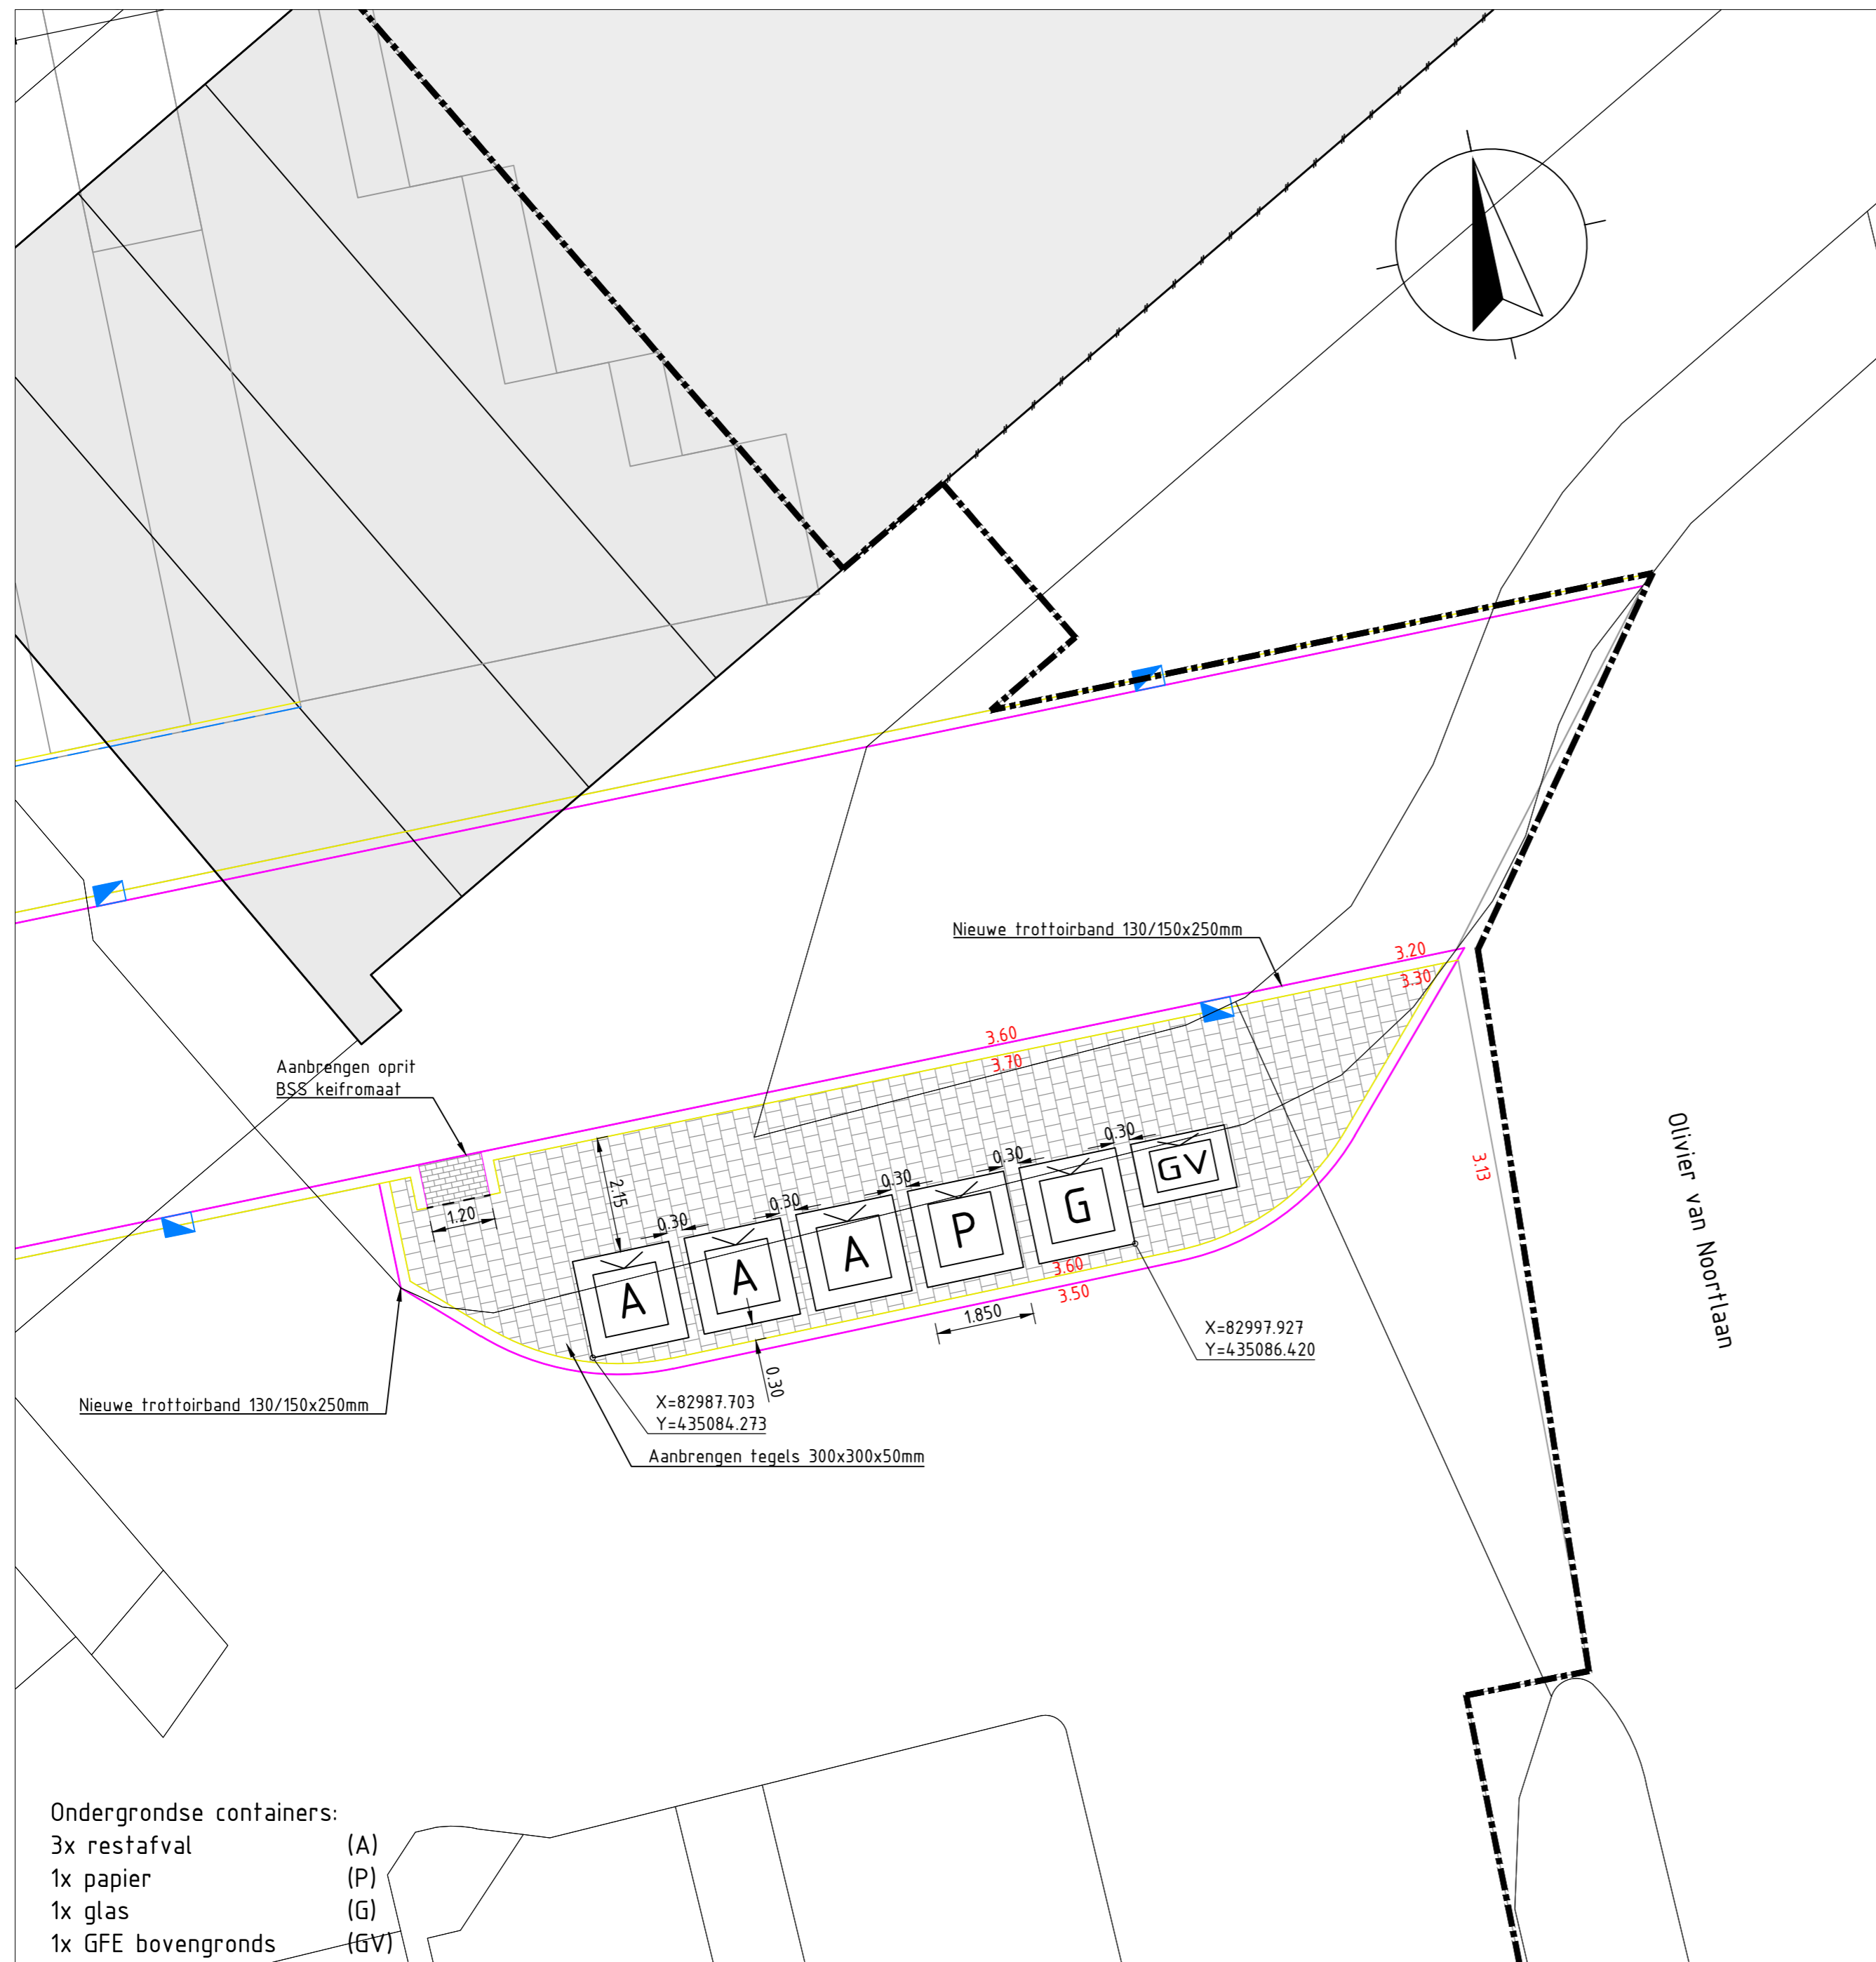 Nieuwe trottoirband 130/150x250mm
3.20
3.30
3.60
3.70
Aanbrengen oprit
BSS keifromaat
Olivier van Noortlaan
3.13
0.30
0.30
0.30
0.30
0.30
2.15
1.20
GV
G
P
A
A
A
3.60
3.50
1.850
0.30
X=82997.927
Y=435086.420
Nieuwe trottoirband 130/150x250mm
X=82987.703
Y=435084.273
Aanbrengen tegels 300x300x50mm
Ondergrondse containers:
3x restafval (A)
1x papier (P)
1x glas (G)
1x GFE bovengronds (GV)